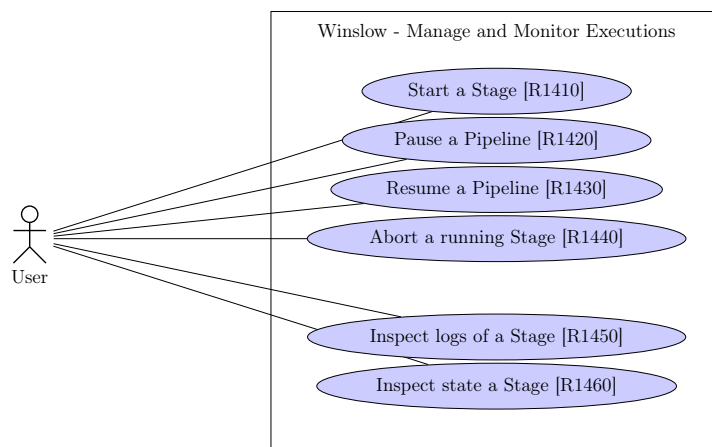 Winslow - Manage and Monitor Executions
Start a Stage [R1410]
Pause a Pipeline [R1420]
Resume a Pipeline [R1430]
Abort a running Stage [R1440]
User
Inspect logs of a Stage [R1450]
Inspect state a Stage [R1460]